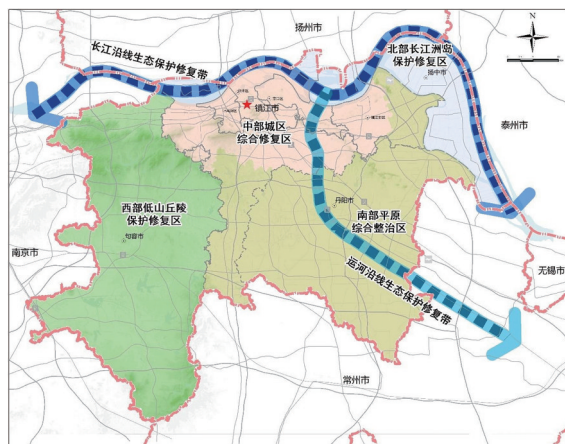 扬州市
N
北部长江洲岛
保护修复区
长江沿线生态保护修复带
扬中市
镇江市
泰州市
中部城区
综合修复区
西部低山丘陵
保护修复区
丹阳市
南部平原
综合整治区
句容市
南京市
无锡市
运河沿线生态保护修复带
常州市